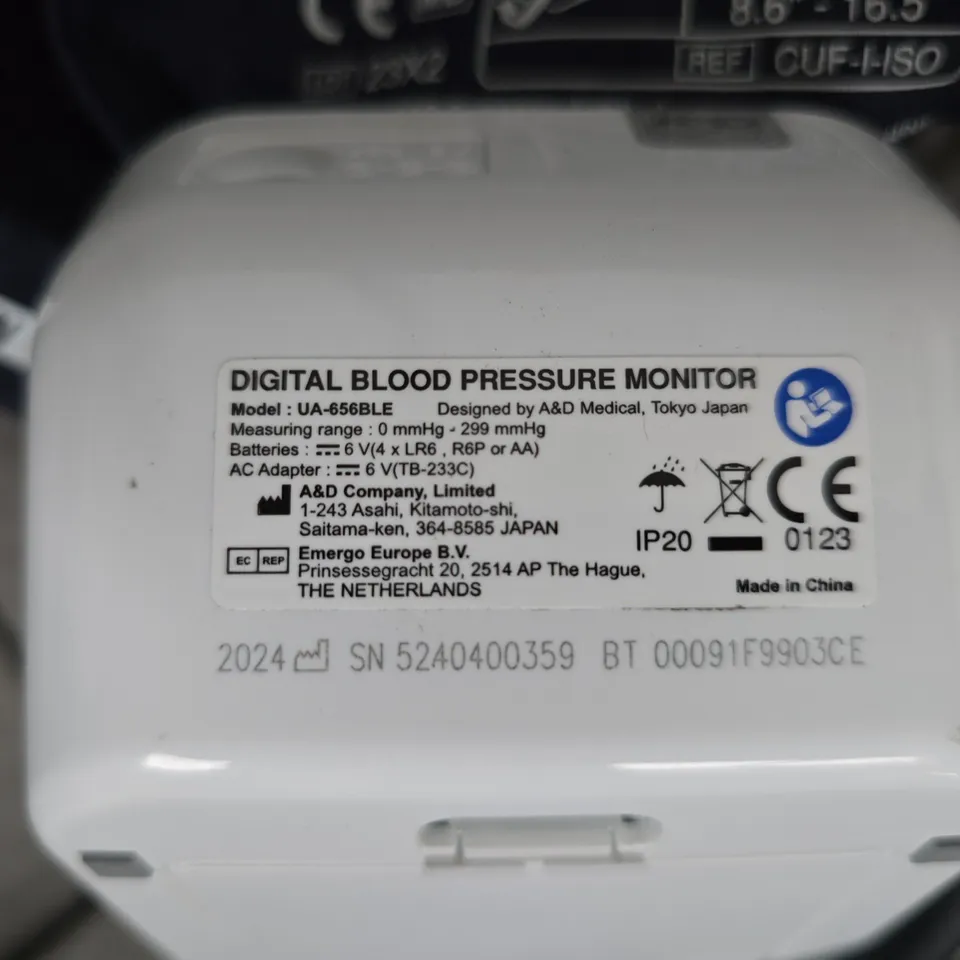 8.6" - 16.5
REF CUF-I-ISO
23X2
DIGITAL BLOOD PRESSURE MONITOR
Model : UA-656BLE Designed by A&D Medical, Tokyo Japan
Measuring range : 0 mmHg - 299 mmHg
Batteries : 6 V(4 x LR6 , R6P or AA)
AC Adapter : 6 V(TB-233C)
A&D Company, Limited
1-243 Asahi, Kitamoto-shi,
Saitama-ken, 364-8585 JAPAN
EC REP Emergo Europe B.V.
Prinsessegracht 20, 2514 AP The Hague,
THE NETHERLANDS
IP20
CE
0123
Made in China
2024 SN 5240400359 BT 00091F9903CE